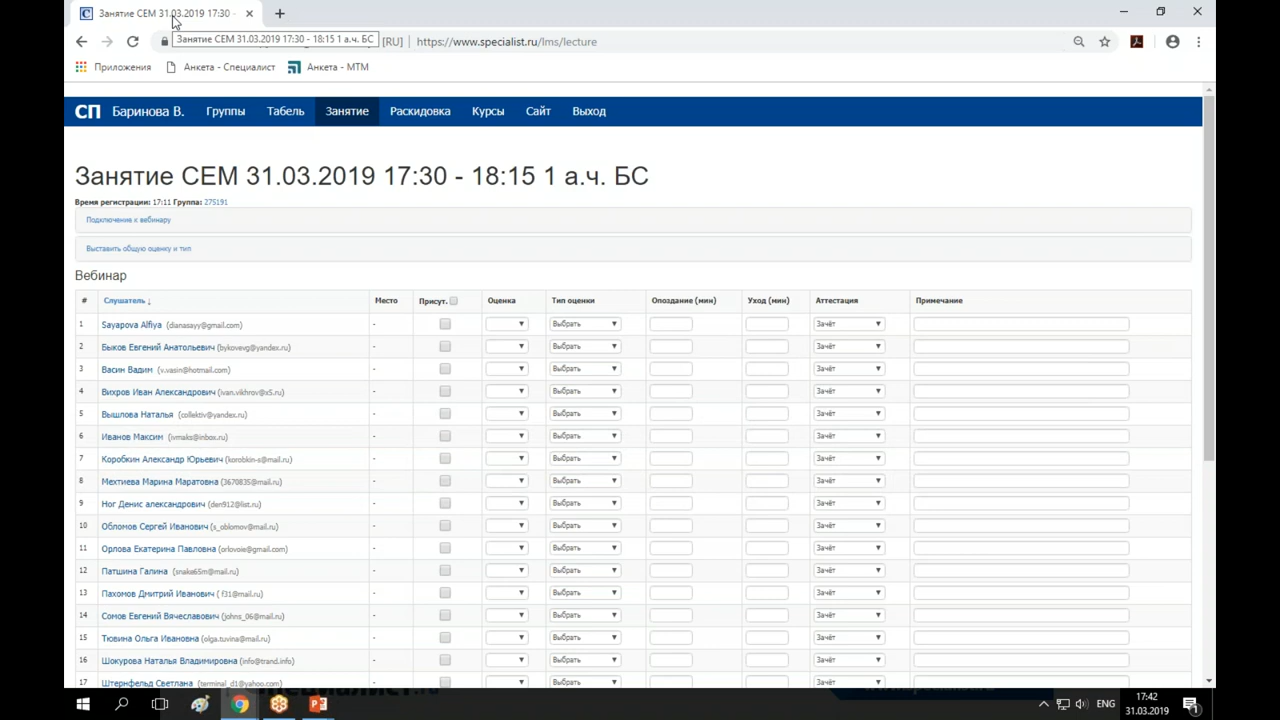 Занятие СЕМ 31.03.2019 17:30 -
Занятие СЕМ 31.03.2019 17:30 - 18:15 1 а.ч. БС
[RU] https://www.specialist.ru/lms/lecture
Приложения Анкета - Специалист Анкета - МТМ
СП Баринова В. Группы Табель Занятие Раскидовка Курсы Сайт Выход
Занятие СЕМ 31.03.2019 17:30 - 18:15 1 а.ч. БС
Время регистрации: 17:11 Группа: 275191
Подключение к вебинару
Выставить общую оценку и тип
Вебинар
# Слушатель ↓ Место Присут. Оценка Тип оценки Опоздание (мин) Уход (мин) Аттестация Примечание
1 Sayapova Alfiya (dianasayy@gmail.com) - Выбрать Зачёт
2 Быков Евгений Анатольевич (bykovevg@yandex.ru) - Выбрать Зачёт
3 Васин Вадим (v.vasin@hotmail.com) - Выбрать Зачёт
4 Вихров Иван Александрович (ivan.vikhrov@x5.ru) - Выбрать Зачёт
5 Вышлова Наталья (collektiv@yandex.ru) - Выбрать Зачёт
6 Иванов Максим (ivmaks@inbox.ru) - Выбрать Зачёт
7 Коробкин Александр Юрьевич (korobkin-s@mail.ru) - Выбрать Зачёт
8 Мехтиева Марина Маратовна (3670835@mail.ru) - Выбрать Зачёт
9 Ног Денис александрович (den912@list.ru) - Выбрать Зачёт
10 Обломов Сергей Иванович (s_oblomov@mail.ru) - Выбрать Зачёт
11 Орлова Екатерина Павловна (orlovoie@gmail.com) - Выбрать Зачёт
12 Патшина Галина (snake65m@mail.ru) - Выбрать Зачёт
13 Пахомов Дмитрий Иванович ( f31@mail.ru) - Выбрать Зачёт
14 Сомов Евгений Вячеславович (johns_06@mail.ru) - Выбрать Зачёт
15 Тювина Ольга Ивановна (olga.tuvina@mail.ru) - Выбрать Зачёт
16 Шокурова Наталья Владимировна (info@trand.info) - Выбрать Зачёт
17 Штернфельд Светлана (terminal_d1@yahoo.com) - Выбрать Зачёт
ENG 17:42
31.03.2019 1